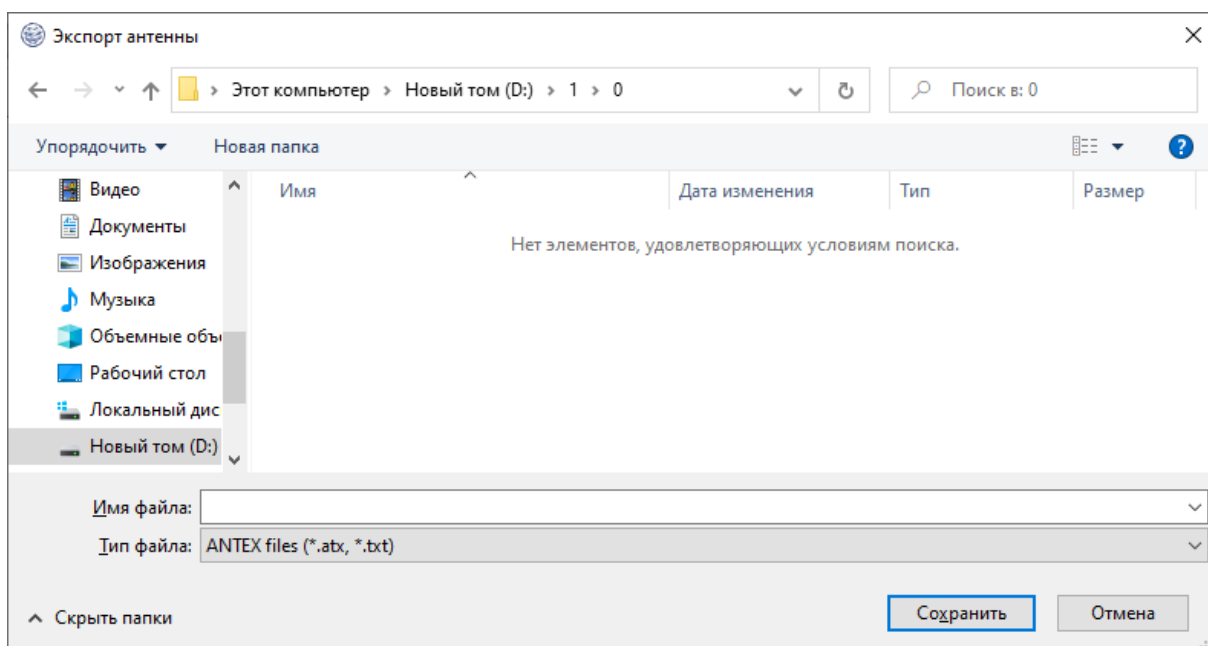 Экспорт антенны
Этот компьютер > Новый том (D:) > 1 > 0
Поиск в: 0
Упорядочить Новая папка
Имя Дата изменения Тип Размер
Нет элементов, удовлетворяющих условиям поиска.
Видео
Документы
Изображения
Музыка
Объемные объ
Рабочий стол
Локальный дис
Новый том (D:)
Имя файла:
Тип файла: ANTEX files (*.atx, *.txt)
Скрыть папки Сохранить Отмена